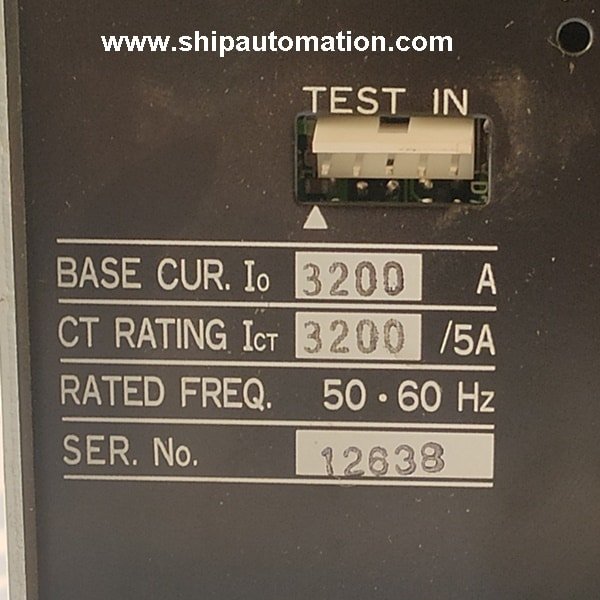 www.shipautomation.com
TEST IN
BASE CUR. Io 3200 A
CT RATING ICT 3200 /5A
RATED FREQ. 50・60 Hz
SER. No. 12638